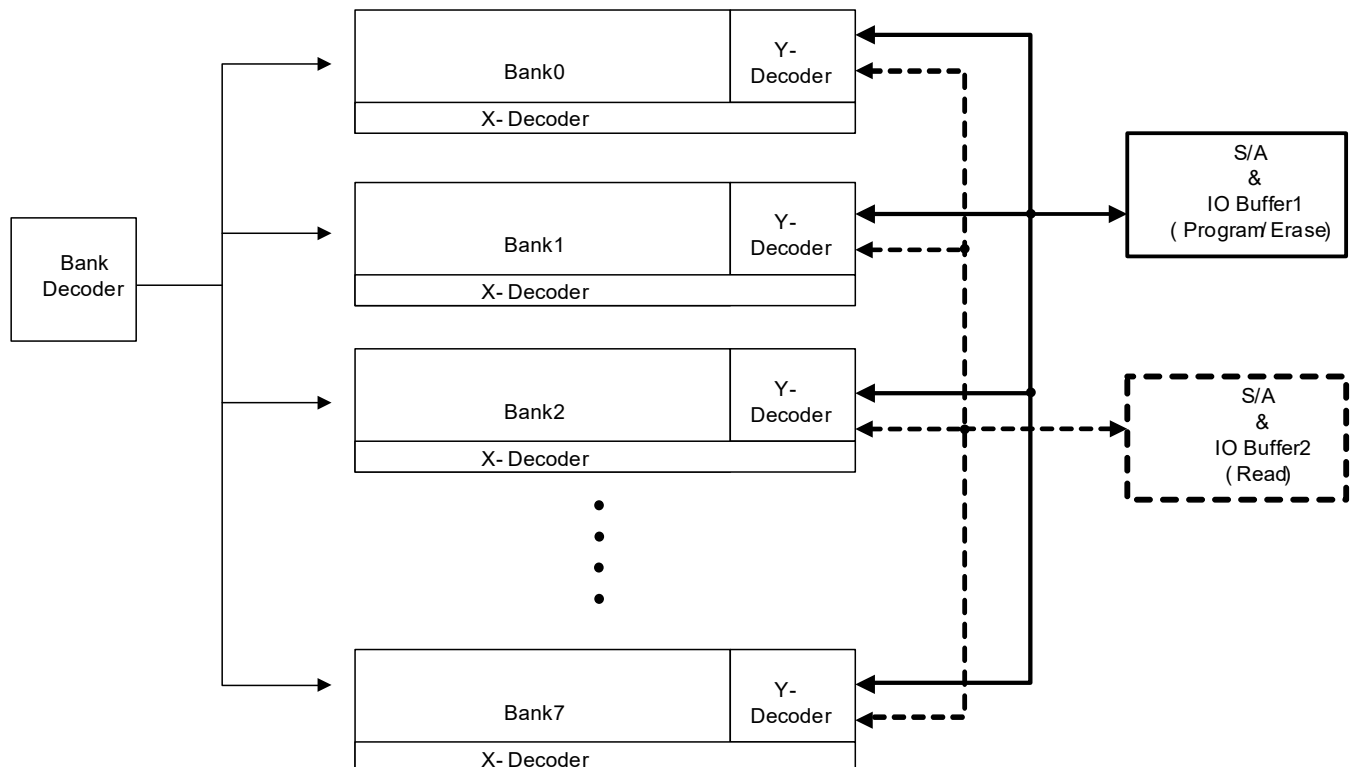 Bank0
Y-
Decoder
X- Decoder
Bank1
Y-
Decoder
X- Decoder
Bank
Decoder
Bank2
Y-
Decoder
X- Decoder
Bank7
Y-
Decoder
X- Decoder
S/A
&
IO Buffer1
( Program/ Erase)
S/A
&
IO Buffer2
( Read)